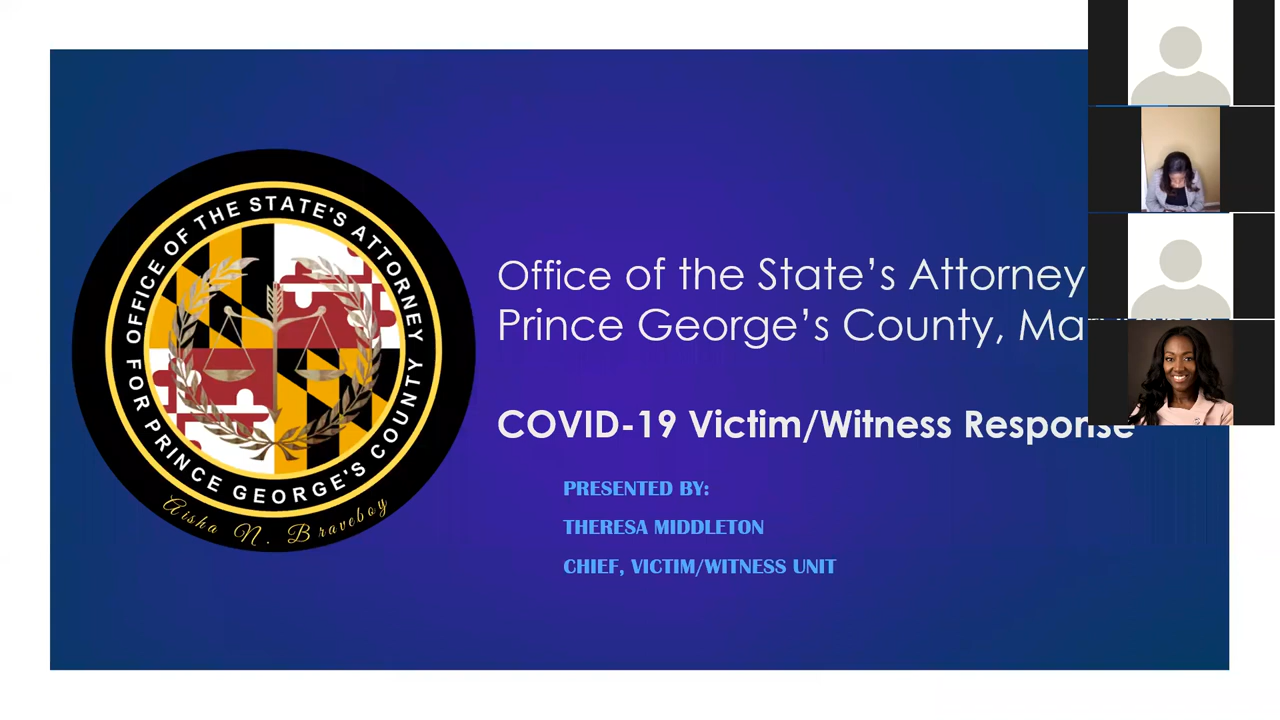 OFFICE OF THE STATE'S ATTORNEY
FOR PRINCE GEORGE'S COUNTY
Aisha N. Braveboy
Office of the State's Attorney
Prince George's County, Ma
COVID-19 Victim/Witness Response
PRESENTED BY:
THERESA MIDDLETON
CHIEF, VICTIM/WITNESS UNIT